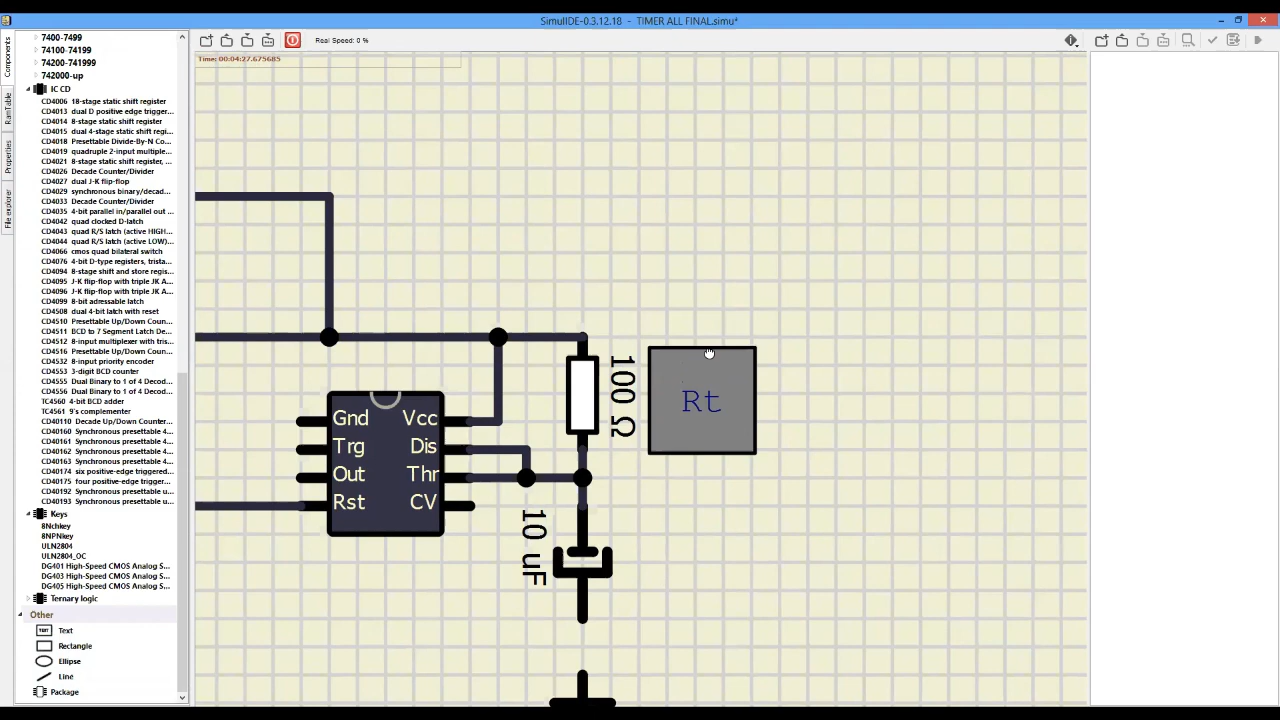 SimulIDE-0.3.12.18 - TIMER ALL FINAL.simu*
Real Speed: 0 %
Components
RamTable
Properties
File explorer
7400-7499
74100-74199
74200-741999
742000-up
IC CD
CD4006 18-stage static shift register
CD4013 dual D positive edge trigger...
CD4014 8-stage static shift register
CD4015 dual 4-stage static shift regi...
CD4018 Presettable Divide-By-N Co...
CD4019 quadruple 2-input multiple...
CD4021 8-stage static shift register, ...
CD4026 Decade Counter/Divider
CD4027 dual J-K flip-flop
CD4029 synchronous binary/decad...
CD4033 Decade Counter/Divider
CD4035 4-bit parallel in/parallel out ...
CD4042 quad clocked D-latch
CD4043 quad R/S latch (active HIGH...
CD4044 quad R/S latch (active LOW)...
CD4066 cmos quad bilateral switch
CD4076 4-bit D-type registers, trista...
CD4094 8-stage shift and store regis...
CD4095 J-K flip-flop with triple JK A...
CD4096 J-K flip-flop with triple JK A...
CD4099 8-bit adressable latch
CD4508 dual 4-bit latch with reset
CD4510 Presettable Up/Down Coun...
CD4511 BCD to 7 Segment Latch De...
CD4512 8-input multiplexer with tris...
CD4516 Presettable Up/Down Coun...
CD4532 8-input priority encoder
CD4553 3-digit BCD counter
CD4555 Dual Binary to 1 of 4 Decod...
CD4556 Dual Binary to 1 of 4 Decod...
TC4560 4-bit BCD adder
TC4561 9's complementer
CD40110 Decade Up/Down Counter...
CD40160 Synchronous presettable 4...
CD40161 Synchronous presettable 4...
CD40162 Synchronous presettable 4...
CD40163 Synchronous presettable 4...
CD40174 six positive-edge triggered...
CD40175 four positive-edge trigger...
CD40192 Synchronous presettable u...
CD40193 Synchronous presettable u...
Keys
8Nchkey
8NPNkey
ULN2804
ULN2804_OC
DG401 High-Speed CMOS Analog S...
DG403 High-Speed CMOS Analog S...
DG405 High-Speed CMOS Analog S...
Ternary logic
Other
TEXT Text
Rectangle
Ellipse
Line
Package
Time: 00:04:27.675685
100 Ω
Rt
Gnd Vcc
Trg Dis
Out Thr
Rst CV
10 uF